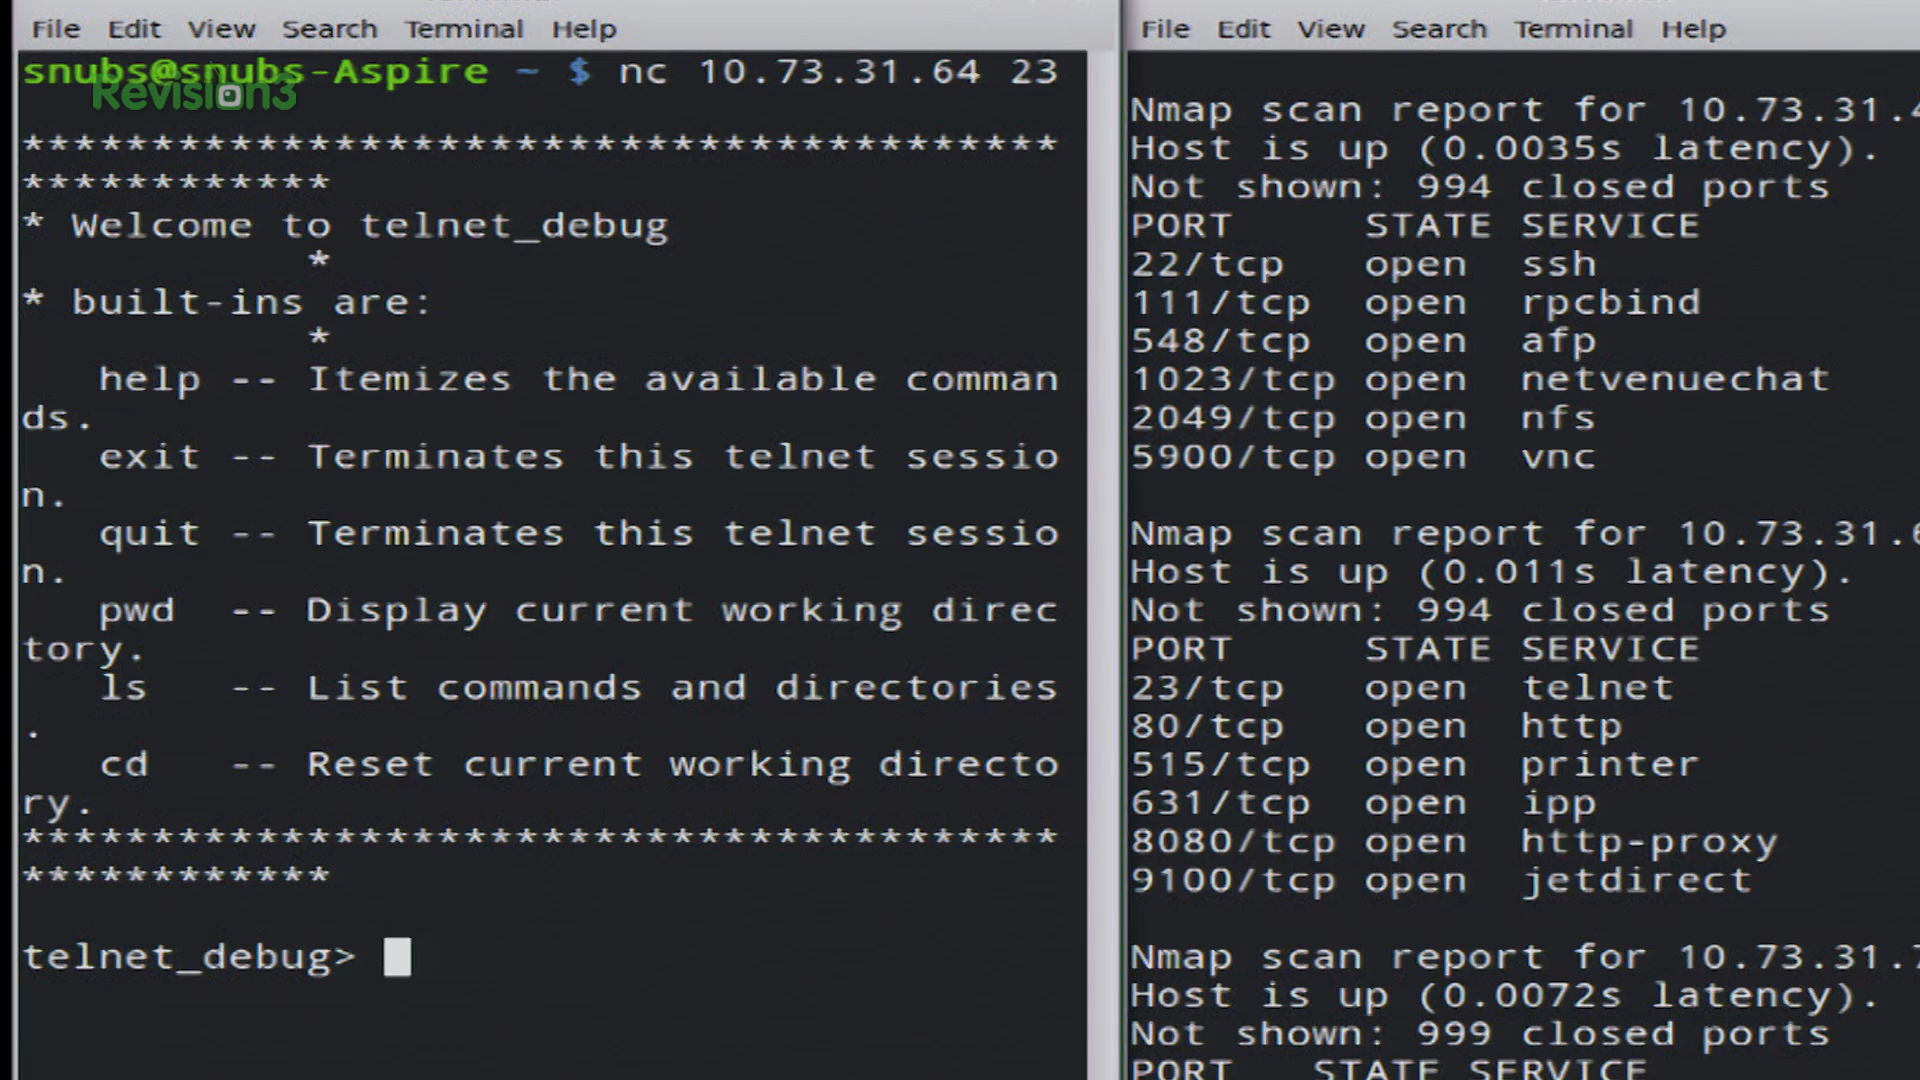 File Edit View Search Terminal Help
snubs@snubs-Aspire ~ $ nc 10.73.31.64 23
Revision3
*****************************************
************
* Welcome to telnet_debug
*
* built-ins are:
*
help -- Itemizes the available comman
ds.
exit -- Terminates this telnet sessio
n.
quit -- Terminates this telnet sessio
n.
pwd -- Display current working direc
tory.
ls -- List commands and directories
.
cd -- Reset current working directo
ry.
*****************************************
************
telnet_debug>
File Edit View Search Terminal Help
Nmap scan report for 10.73.31.4
Host is up (0.0035s latency).
Not shown: 994 closed ports
PORT STATE SERVICE
22/tcp open ssh
111/tcp open rpcbind
548/tcp open afp
1023/tcp open netvenuechat
2049/tcp open nfs
5900/tcp open vnc
Nmap scan report for 10.73.31.6
Host is up (0.011s latency).
Not shown: 994 closed ports
PORT STATE SERVICE
23/tcp open telnet
80/tcp open http
515/tcp open printer
631/tcp open ipp
8080/tcp open http-proxy
9100/tcp open jetdirect
Nmap scan report for 10.73.31.7
Host is up (0.0072s latency).
Not shown: 999 closed ports
PORT STATE SERVICE